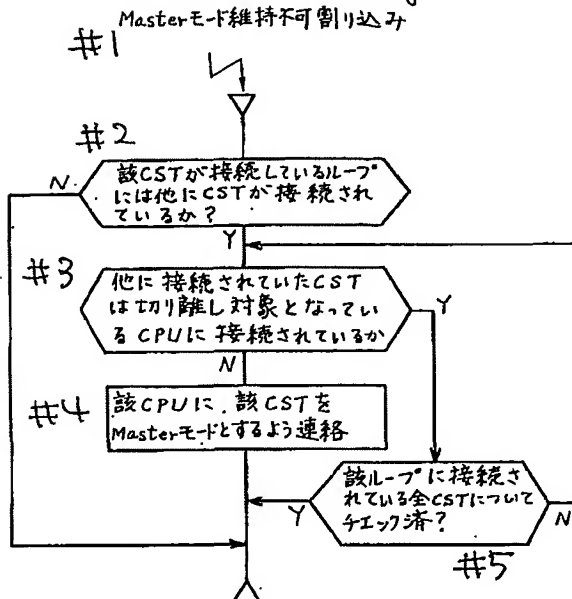 Masterモード維持不可割り込み
#1
#2
該CSTが接続しているループ
には他にCSTが接続され
ているか?
N
Y
#3
他に接続されていたCST
は切り離し対象となってい
るCPUに接続されているか
Y
N
#4
該CPUに、該CSTを
Masterモードとするよう連絡
該ループに接続さ
れている全CSTについて
チェック済?
Y
N
#5